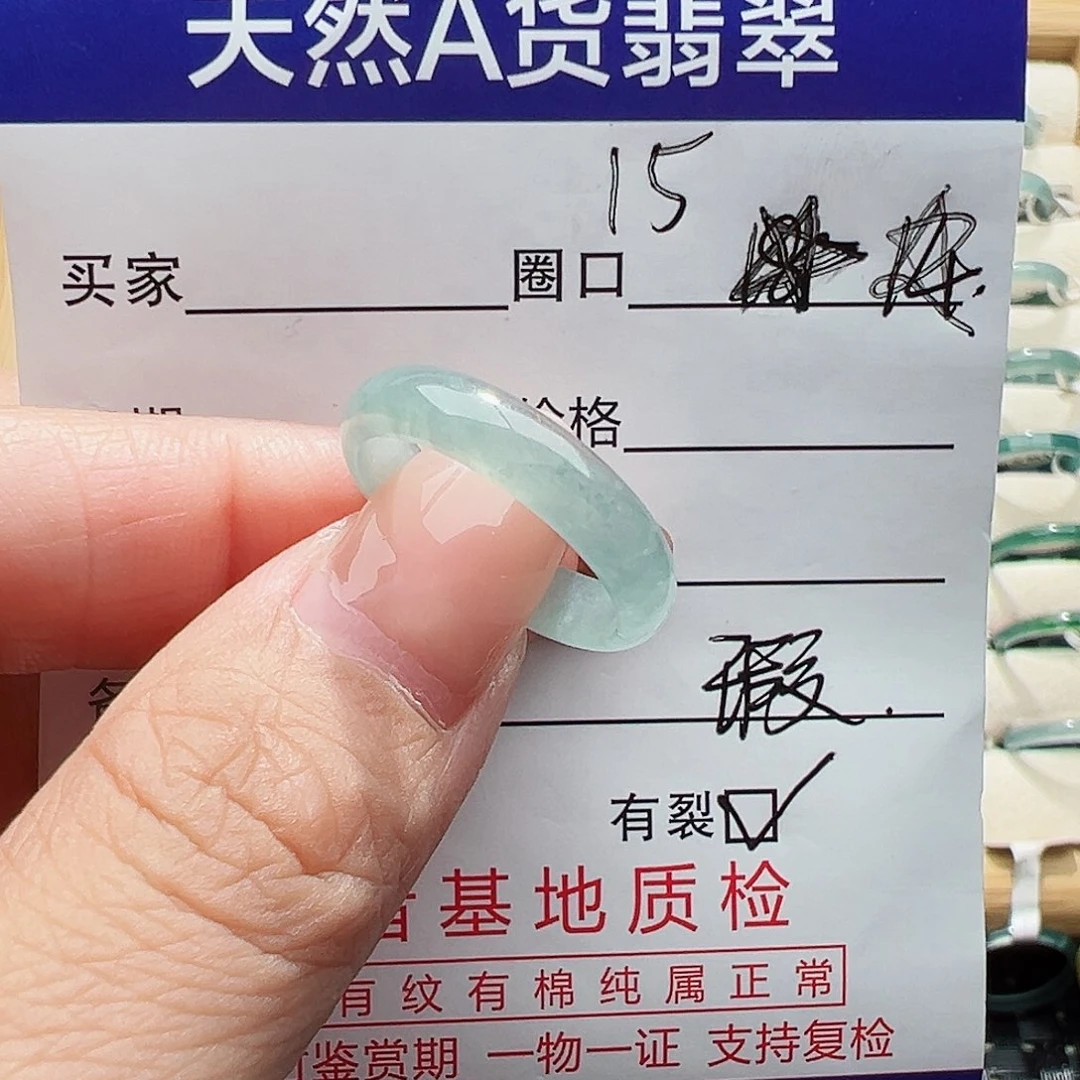 天然A货翡翠
15
买家 圈口
价格
瑕.
有裂
基地质检
有纹有棉纯属正常
鉴赏期 一物一证 支持复检